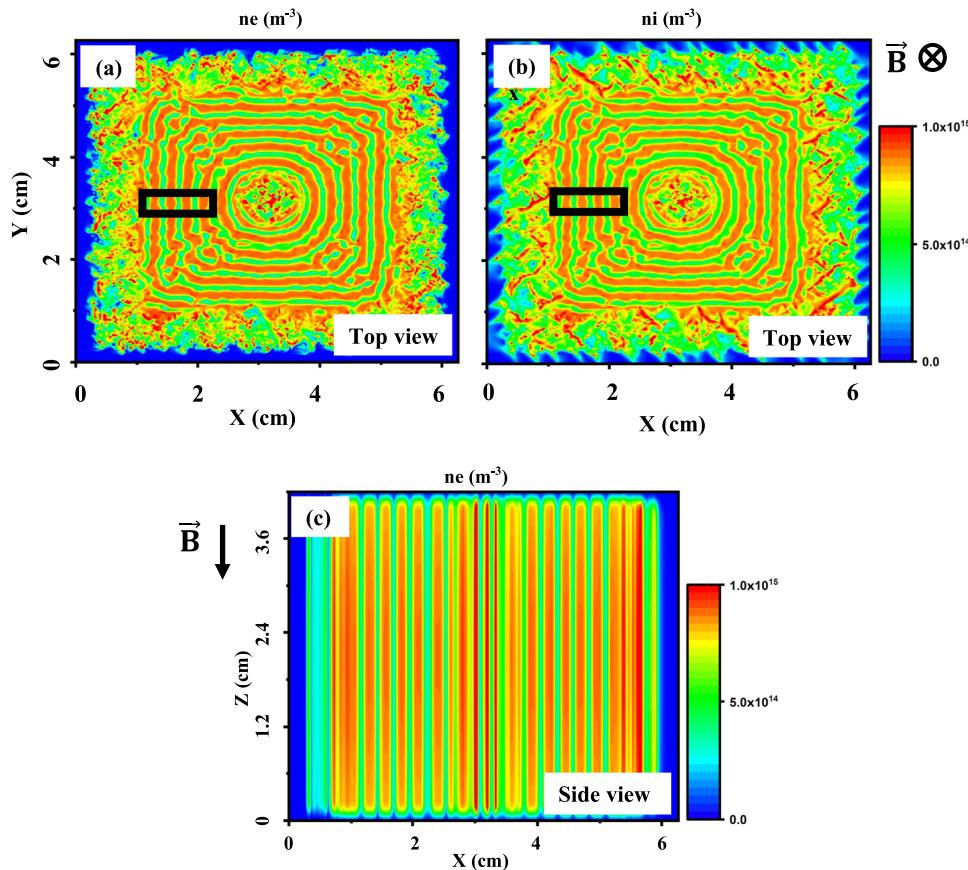 ne (m⁻³)
ni (m⁻³)
(a)
(b)
x
B⃗ ⊗
6
4
2
0
Y (cm)
Top view
Top view
1.0x10¹⁵
5.0x10¹⁴
0.0
0 2 4 6
0 2 4 6
X (cm)
X (cm)
ne (m⁻³)
(c)
B⃗
3.6
2.4
1.2
0
Z (cm)
1.0x10¹⁵
5.0x10¹⁴
0.0
Side view
0 2 4 6
X (cm)